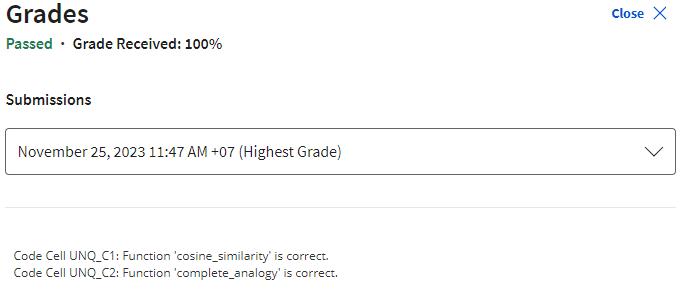 Grades
Close
Passed · Grade Received: 100%
Submissions
November 25, 2023 11:47 AM +07 (Highest Grade)
Code Cell UNQ_C1: Function 'cosine_similarity' is correct.
Code Cell UNQ_C2: Function 'complete_analogy' is correct.